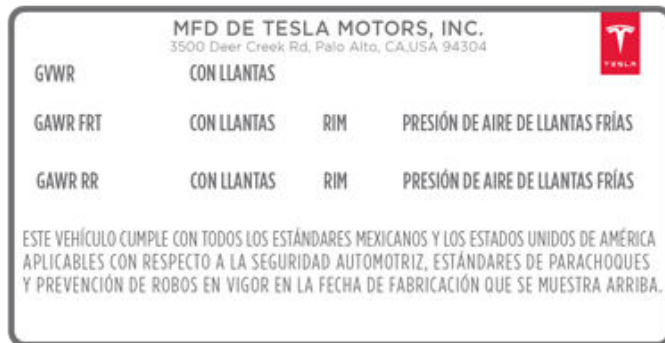 MFD DE TESLA MOTORS, INC.
3500 Deer Creek Rd, Palo Alto, CA,USA 94304
TESLA
GVWR CON LLANTAS
GAWR FRT CON LLANTAS RIM PRESIÓN DE AIRE DE LLANTAS FRÍAS
GAWR RR CON LLANTAS RIM PRESIÓN DE AIRE DE LLANTAS FRÍAS
ESTE VEHÍCULO CUMPLE CON TODOS LOS ESTÁNDARES MEXICANOS Y LOS ESTADOS UNIDOS DE AMÉRICA
APLICABLES CON RESPECTO A LA SEGURIDAD AUTOMOTRIZ, ESTÁNDARES DE PARACHOQUES
Y PREVENCIÓN DE ROBOS EN VIGOR EN LA FECHA DE FABRICACIÓN QUE SE MUESTRA ARRIBA.